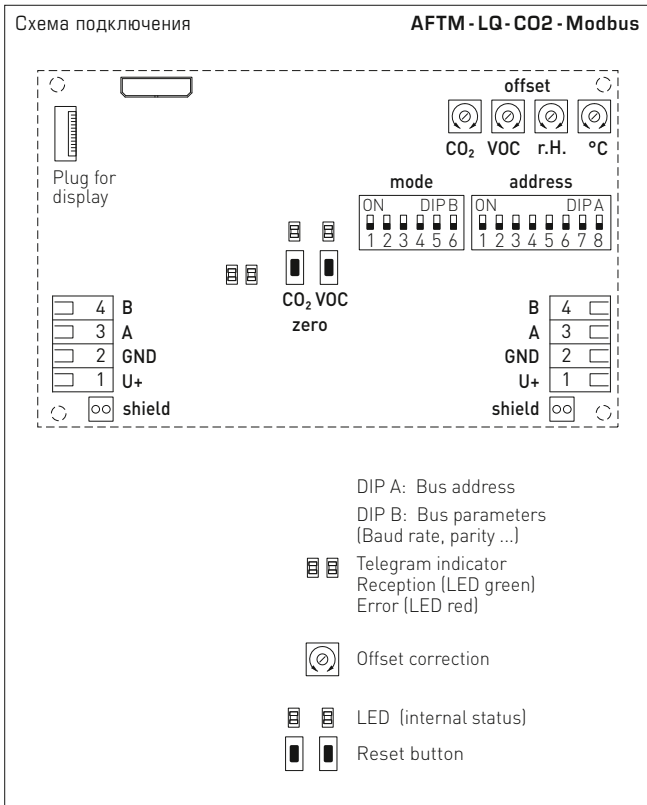 Схема подключения AFTM-LQ-CO2-Modbus
offset
CO₂ VOC r.H. °C
Plug for
display
mode address
ON DIP B ON DIP A
1 2 3 4 5 6 1 2 3 4 5 6 7 8
CO₂ VOC
zero
4 B B 4
3 A A 3
2 GND GND 2
1 U+ U+ 1
shield shield
DIP A: Bus address
DIP B: Bus parameters
(Baud rate, parity ...)
Telegram indicator
Reception (LED green)
Error (LED red)
Offset correction
LED (internal status)
Reset button